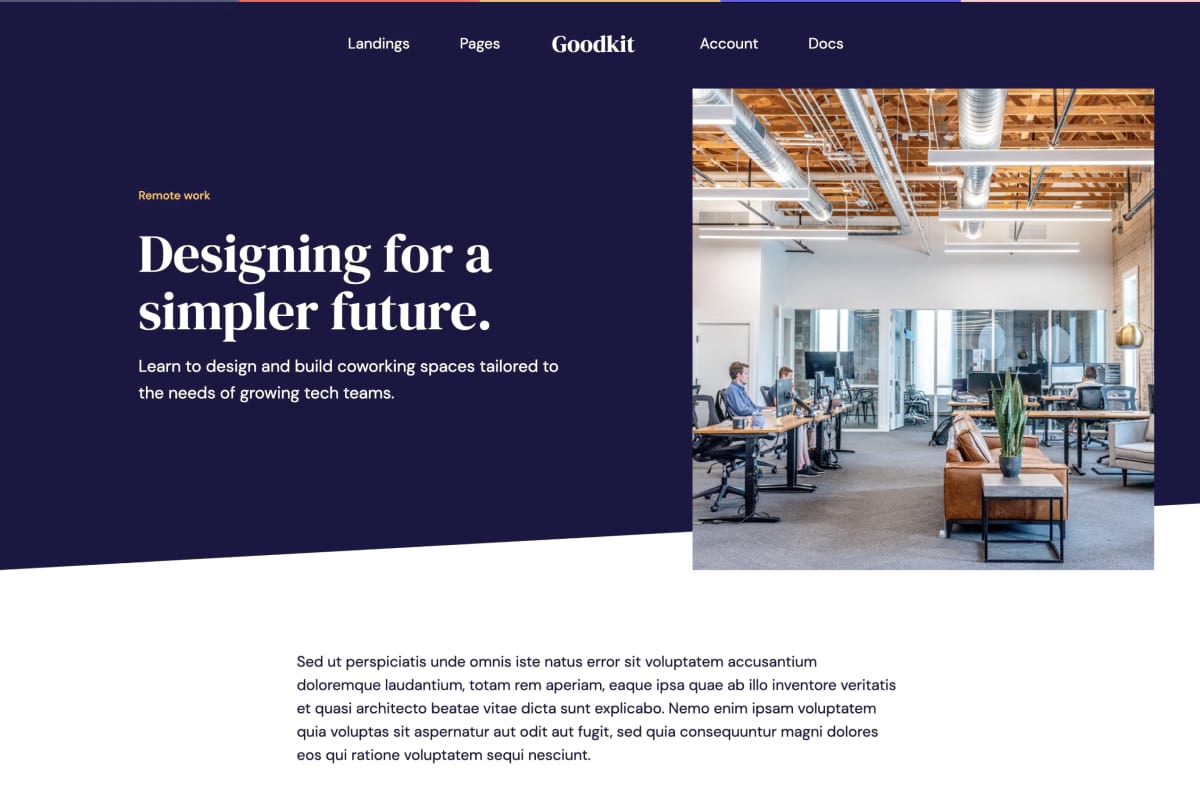 Landings
Pages
Goodkit
Account
Docs
Remote work
Designing for a
simpler future.
Learn to design and build coworking spaces tailored to
the needs of growing tech teams.
Sed ut perspiciatis unde omnis iste natus error sit voluptatem accusantium
doloremque laudantium, totam rem aperiam, eaque ipsa quae ab illo inventore veritatis
et quasi architecto beatae vitae dicta sunt explicabo. Nemo enim ipsam voluptatem
quia voluptas sit aspernatur aut odit aut fugit, sed quia consequuntur magni dolores
eos qui ratione voluptatem sequi nesciunt.